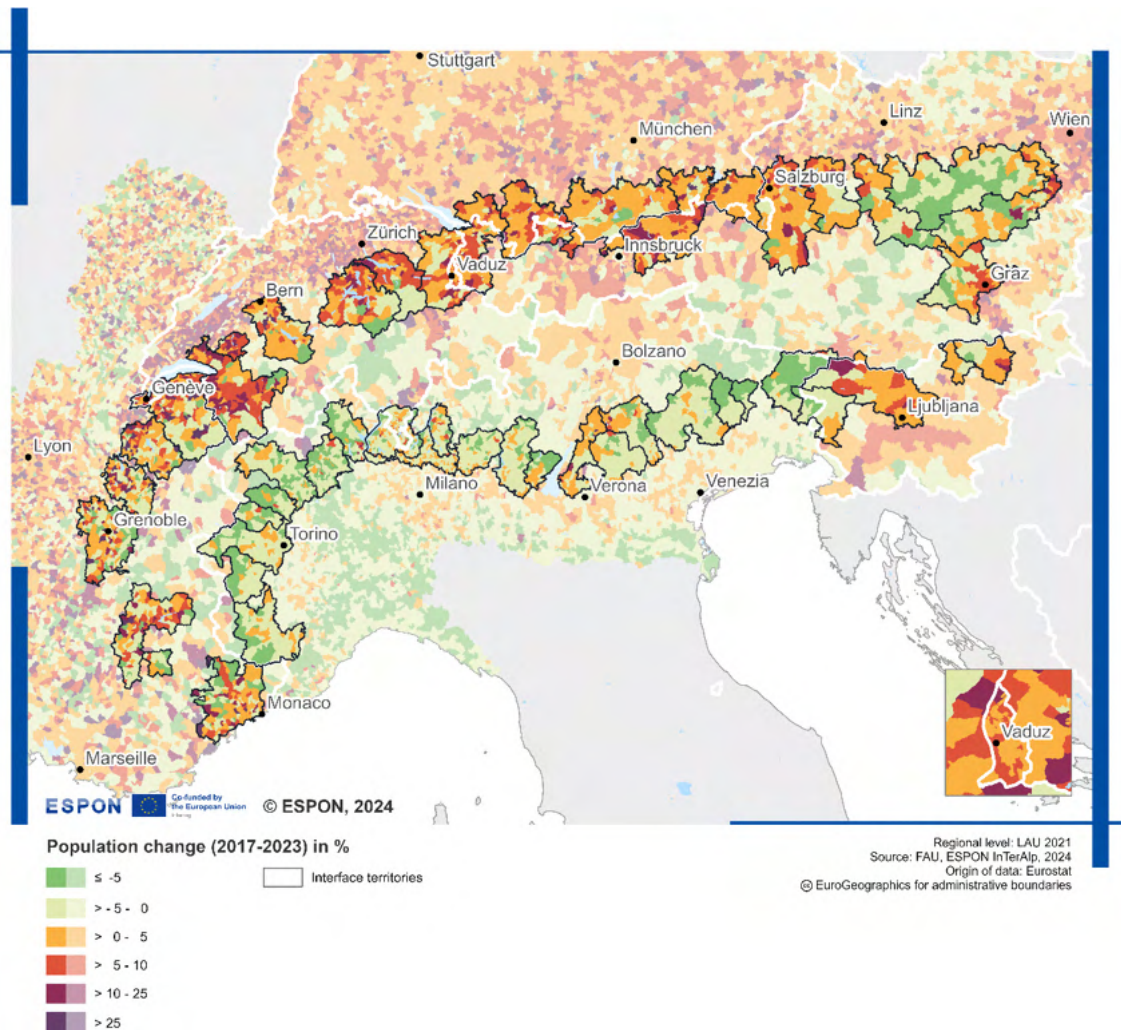 Stuttgart
Linz
Wien
München
Salzburg
Zürich
Innsbruck
Vaduz
Graz
Bern
Bolzano
Genève
Ljubljana
Lyon
Milano
Verona
Venezia
Grenoble
Torino
Monaco
Vaduz
Marseille
ESPON
Co-funded by
the European Union
© ESPON, 2024
Population change (2017-2023) in %
≤ -5
Interface territories
> - 5 - 0
> 0 - 5
> 5 - 10
> 10 - 25
> 25
Regional level: LAU 2021
Source: FAU, ESPON InTerAlp, 2024
Origin of data: Eurostat
© EuroGeographics for administrative boundaries